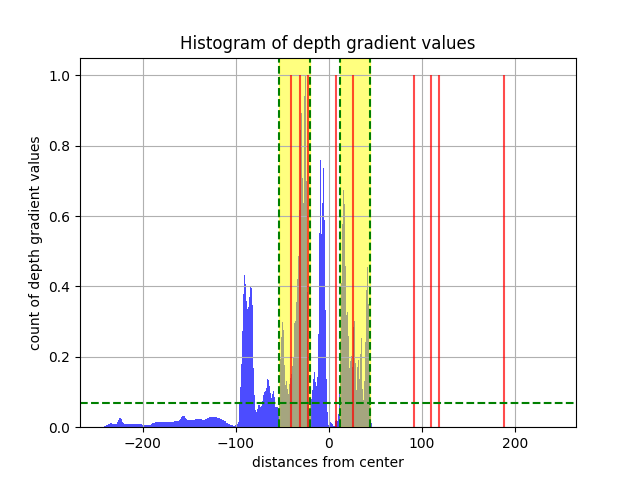 Histogram of depth gradient values
count of depth gradient values
1.0
0.8
0.6
0.4
0.2
0.0
−200 −100 0 100 200
distances from center